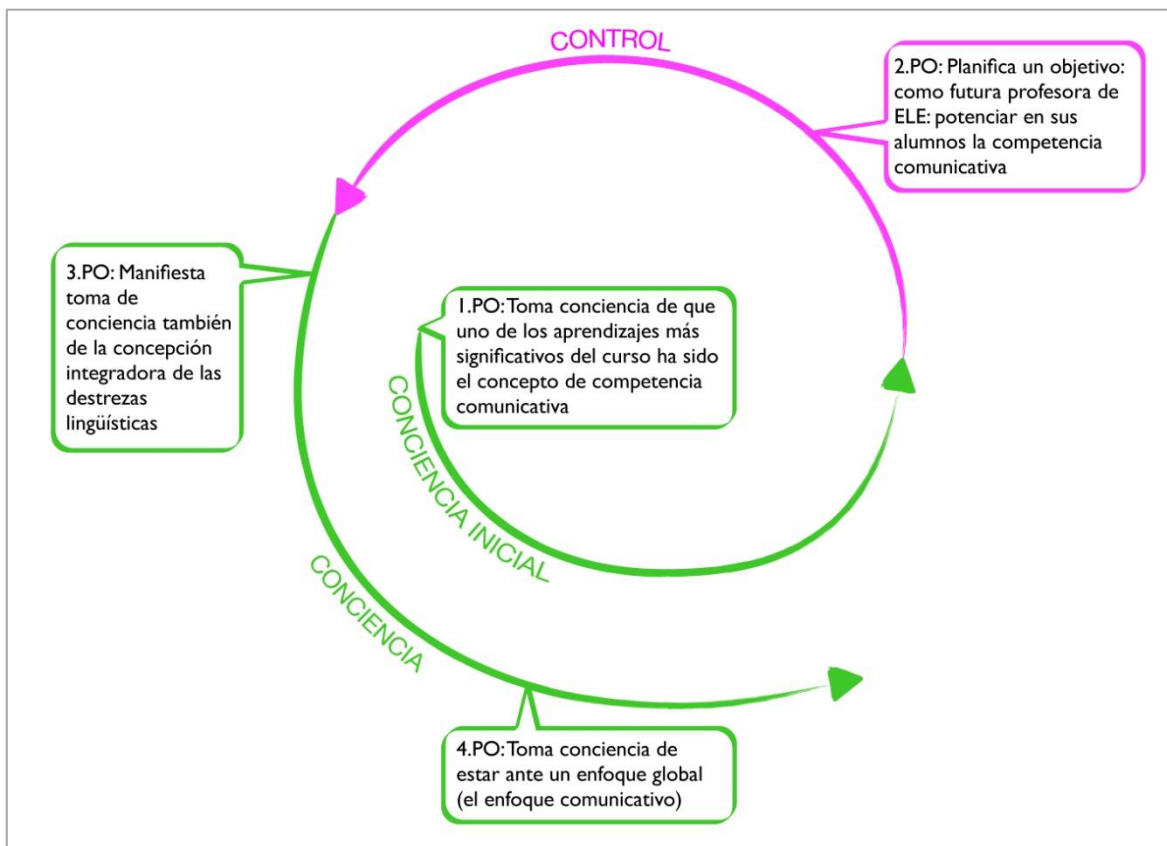 CONTROL
2.PO: Planifica un objetivo:
como futura profesora de
ELE: potenciar en sus
alumnos la competencia
comunicativa
3.PO: Manifiesta
toma de
conciencia también
de la concepción
integradora de las
destrezas
lingüísticas
1.PO: Toma conciencia de que
uno de los aprendizajes más
significativos del curso ha sido
el concepto de competencia
comunicativa
CONCIENCIA INICIAL
CONCIENCIA
4.PO: Toma conciencia de
estar ante un enfoque global
(el enfoque comunicativo)